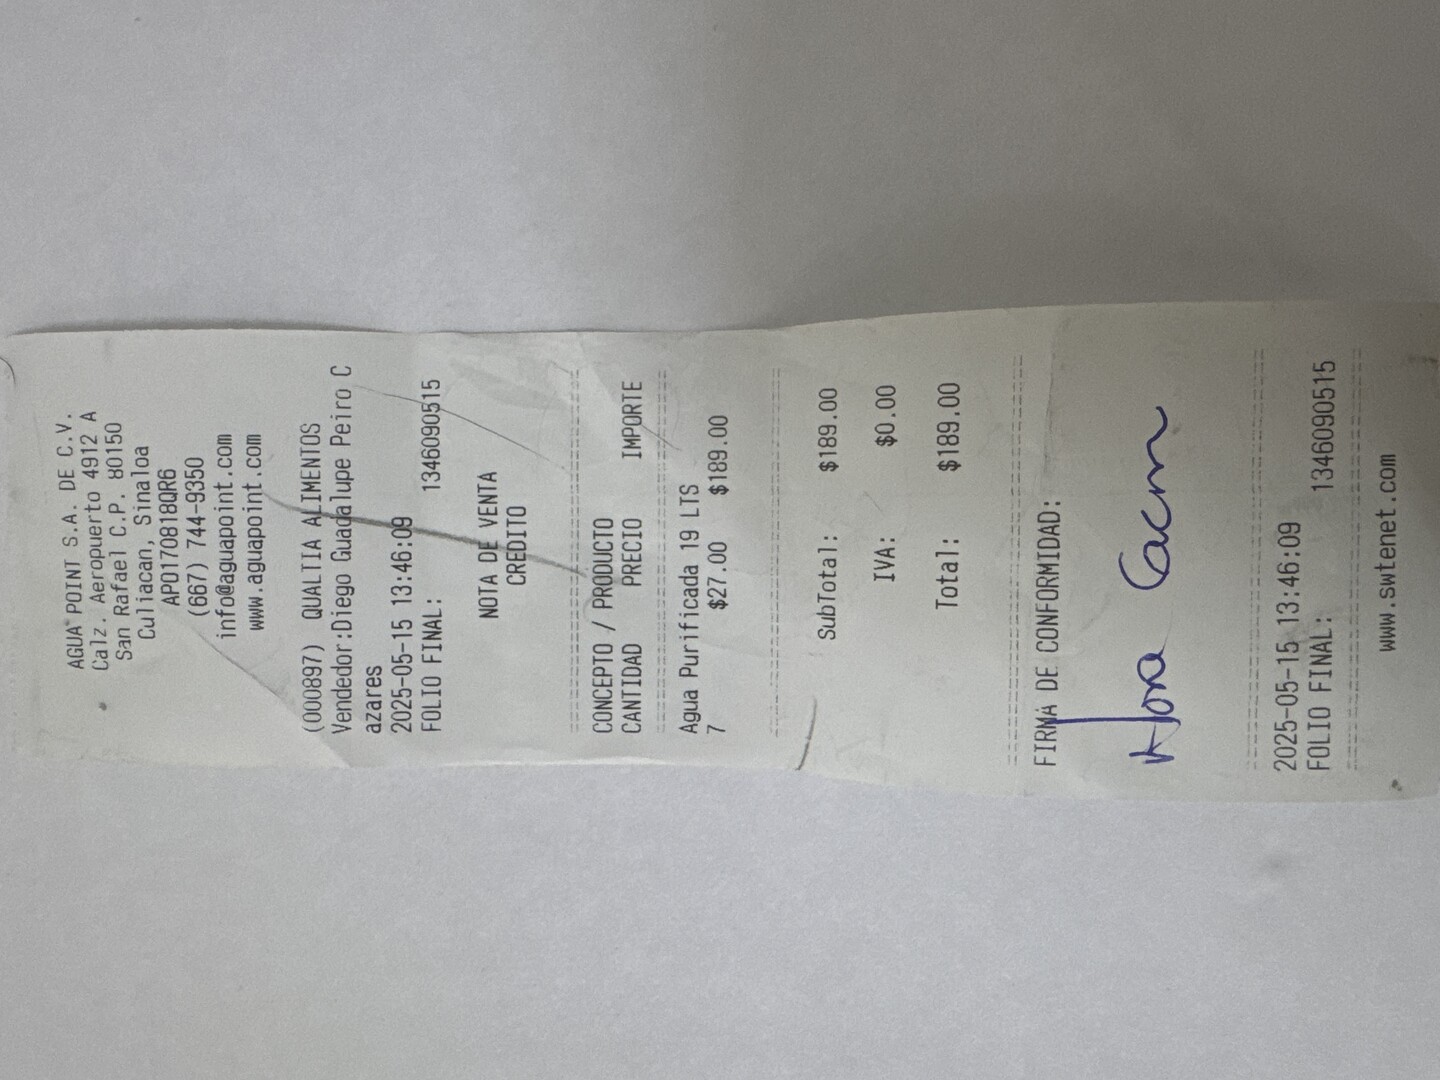 AGUA POINT S.A. DE C.V.
Calz. Aeropuerto 4912 A
San Rafael C.P. 80150
Culiacan, Sinaloa
APO170818QR6
(667) 744-9350
info@aguapoint.com
www.aguapoint.com
(000897) QUALTIA ALIMENTOS
Vendedor:Diego Guadalupe Peiro C
azares
2025-05-15 13:46:09
FOLIO FINAL: 1346090515
NOTA DE VENTA
CREDITO
CONCEPTO / PRODUCTO
CANTIDAD PRECIO IMPORTE
Agua Purificada 19 LTS
7 $27.00 $189.00
SubTotal: $189.00
IVA: $0.00
Total: $189.00
FIRMA DE CONFORMIDAD:
2025-05-15 13:46:09
FOLIO FINAL: 1346090515
www.swtenet.com